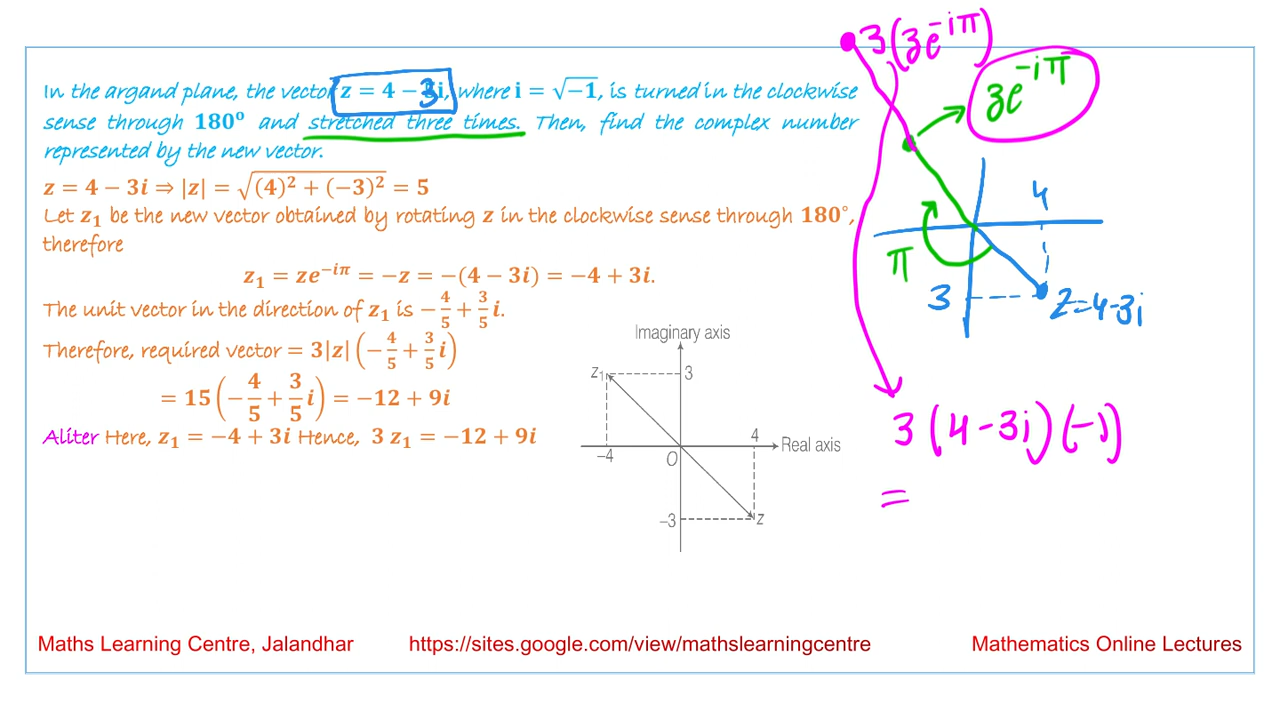 In the argand plane, the vector z = 4 − 3i, where i = √−1, is turned in the clockwise
sense through 180° and stretched three times. Then, find the complex number
represented by the new vector.
z = 4 − 3i ⇒ |z| = √(4)² + (−3)² = 5
Let z₁ be the new vector obtained by rotating z in the clockwise sense through 180°,
therefore
z₁ = ze^−iπ = −z = −(4 − 3i) = −4 + 3i.
The unit vector in the direction of z₁ is −4/5 + 3/5 i.
Therefore, required vector = 3|z|(−4/5 + 3/5 i)
= 15(−4/5 + 3/5 i) = −12 + 9i
Aliter Here, z₁ = −4 + 3i Hence, 3 z₁ = −12 + 9i
Imaginary axis
z₁
3
4
Real axis
−4
O
−3
z
3(ze^−iπ)
ze^−iπ
4
π
3
z=4-3i
3(4-3i)(-1)
=
Maths Learning Centre, Jalandhar
https://sites.google.com/view/mathslearningcentre
Mathematics Online Lectures